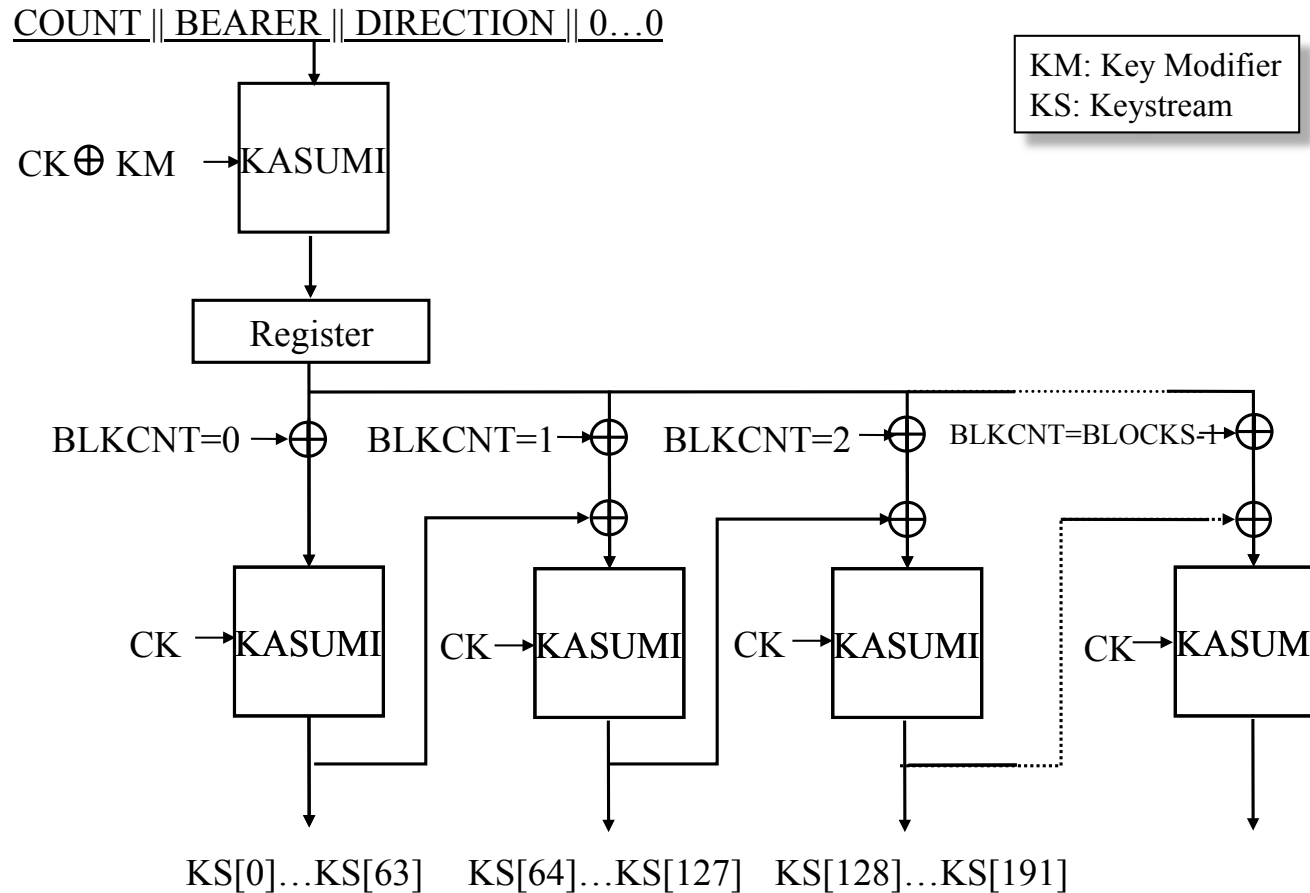 COUNT || BEARER || DIRECTION || 0…0
KM: Key Modifier
KS: Keystream
CK ⊕ KM
KASUMI
Register
BLKCNT=0
BLKCNT=1
BLKCNT=2
BLKCNT=BLOCKS-1
CK
KASUMI
CK
KASUMI
CK
KASUMI
CK
KASUM
KS[0]…KS[63]
KS[64]…KS[127]
KS[128]…KS[191]